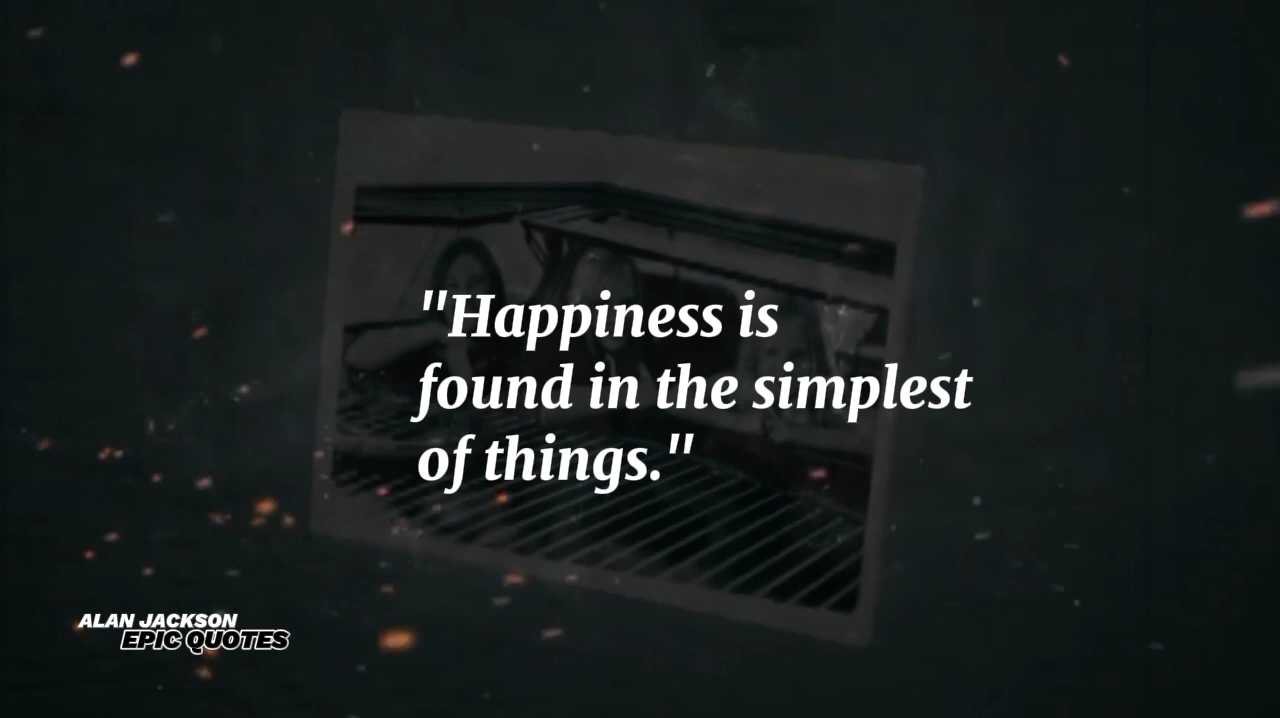 "Happiness is
found in the simplest
of things."
ALAN JACKSON
EPIC QUOTES